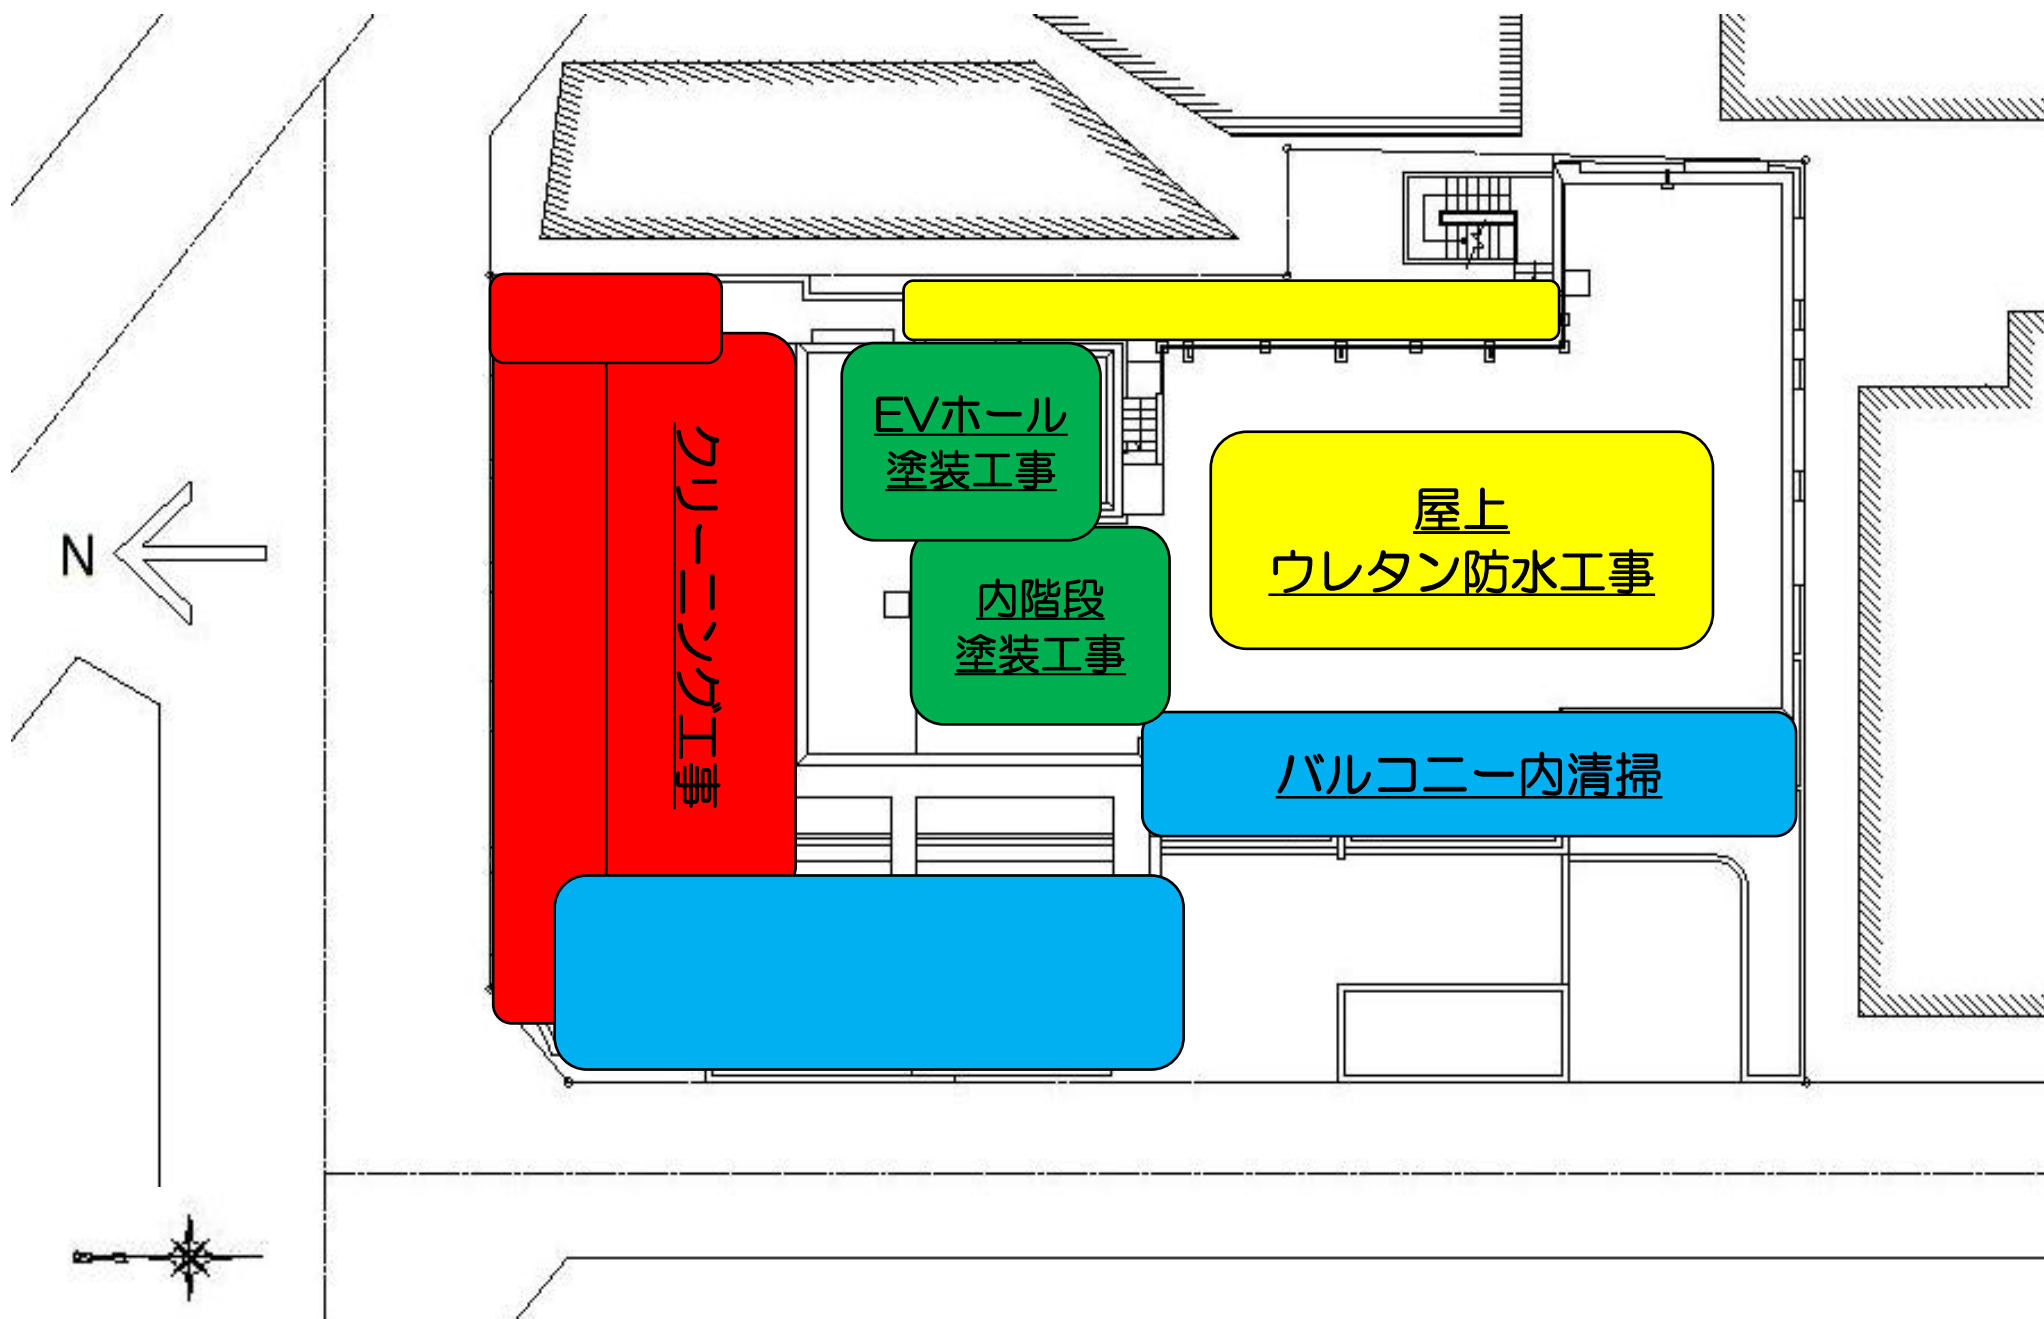 EVホール
塗装工事
クリーニング工事
屋上
ウレタン防水工事
N
内階段
塗装工事
バルコニー内清掃